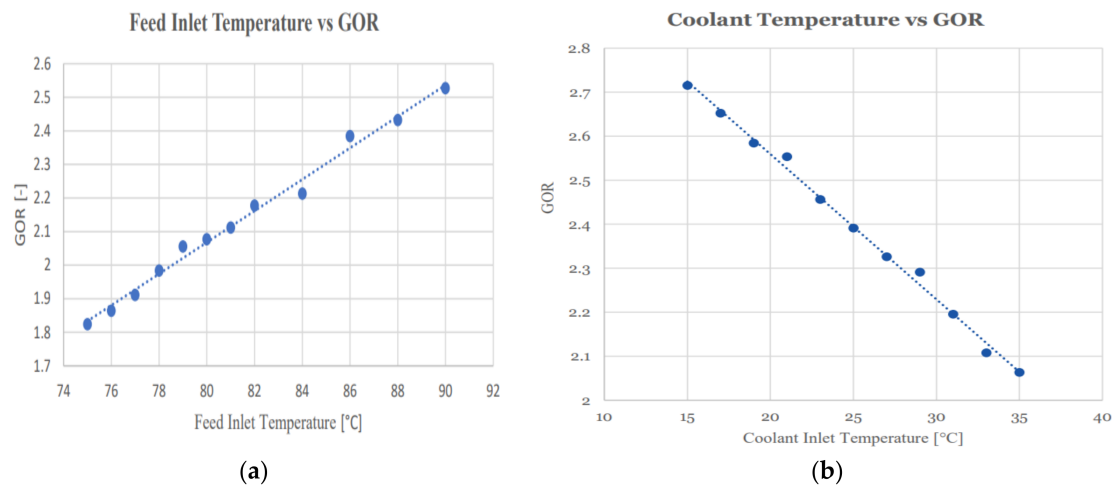 Feed Inlet Temperature vs GOR
2.6
2.5
2.4
2.3
2.2
2.1
2
1.9
1.8
1.7
GOR [-]
74 76 78 80 82 84 86 88 90 92
Feed Inlet Temperature [°C]
(a)
Coolant Temperature vs GOR
2.8
2.7
2.6
2.5
2.4
2.3
2.2
2.1
2
GOR
10 15 20 25 30 35 40
Coolant Inlet Temperature [°C]
(b)